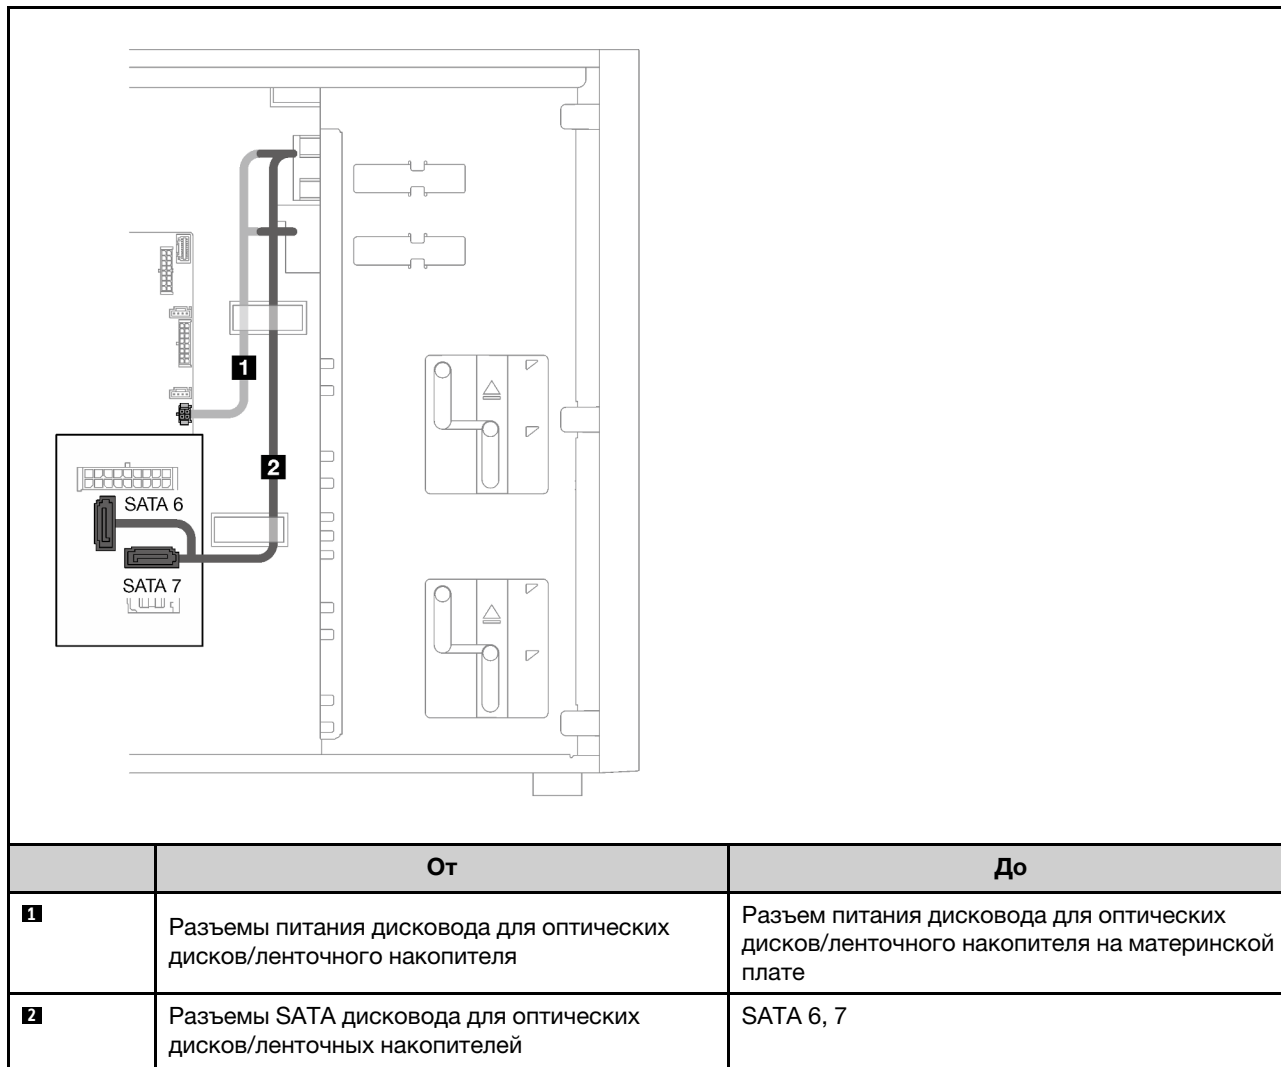 1
2
SATA 6
SATA 7
От До
1 Разъемы питания дисковода для оптических дисков/ленточного накопителя Разъем питания дисковода для оптических дисков/ленточного накопителя на материнской плате
2 Разъемы SATA дисковода для оптических дисков/ленточных накопителей SATA 6, 7